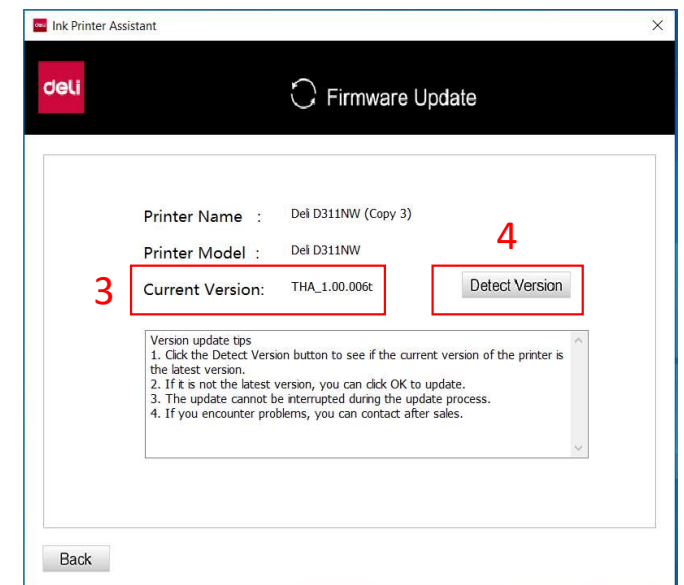 Ink Printer Assistant
deli
Firmware Update
Printer Name : Deli D311NW (Copy 3)
4
Printer Model : Deli D311NW
3
Current Version: THA_1.00.006t
Detect Version
Version update tips
1. Click the Detect Version button to see if the current version of the printer is
the latest version.
2. If it is not the latest version, you can click OK to update.
3. The update cannot be interrupted during the update process.
4. If you encounter problems, you can contact after sales.
Back